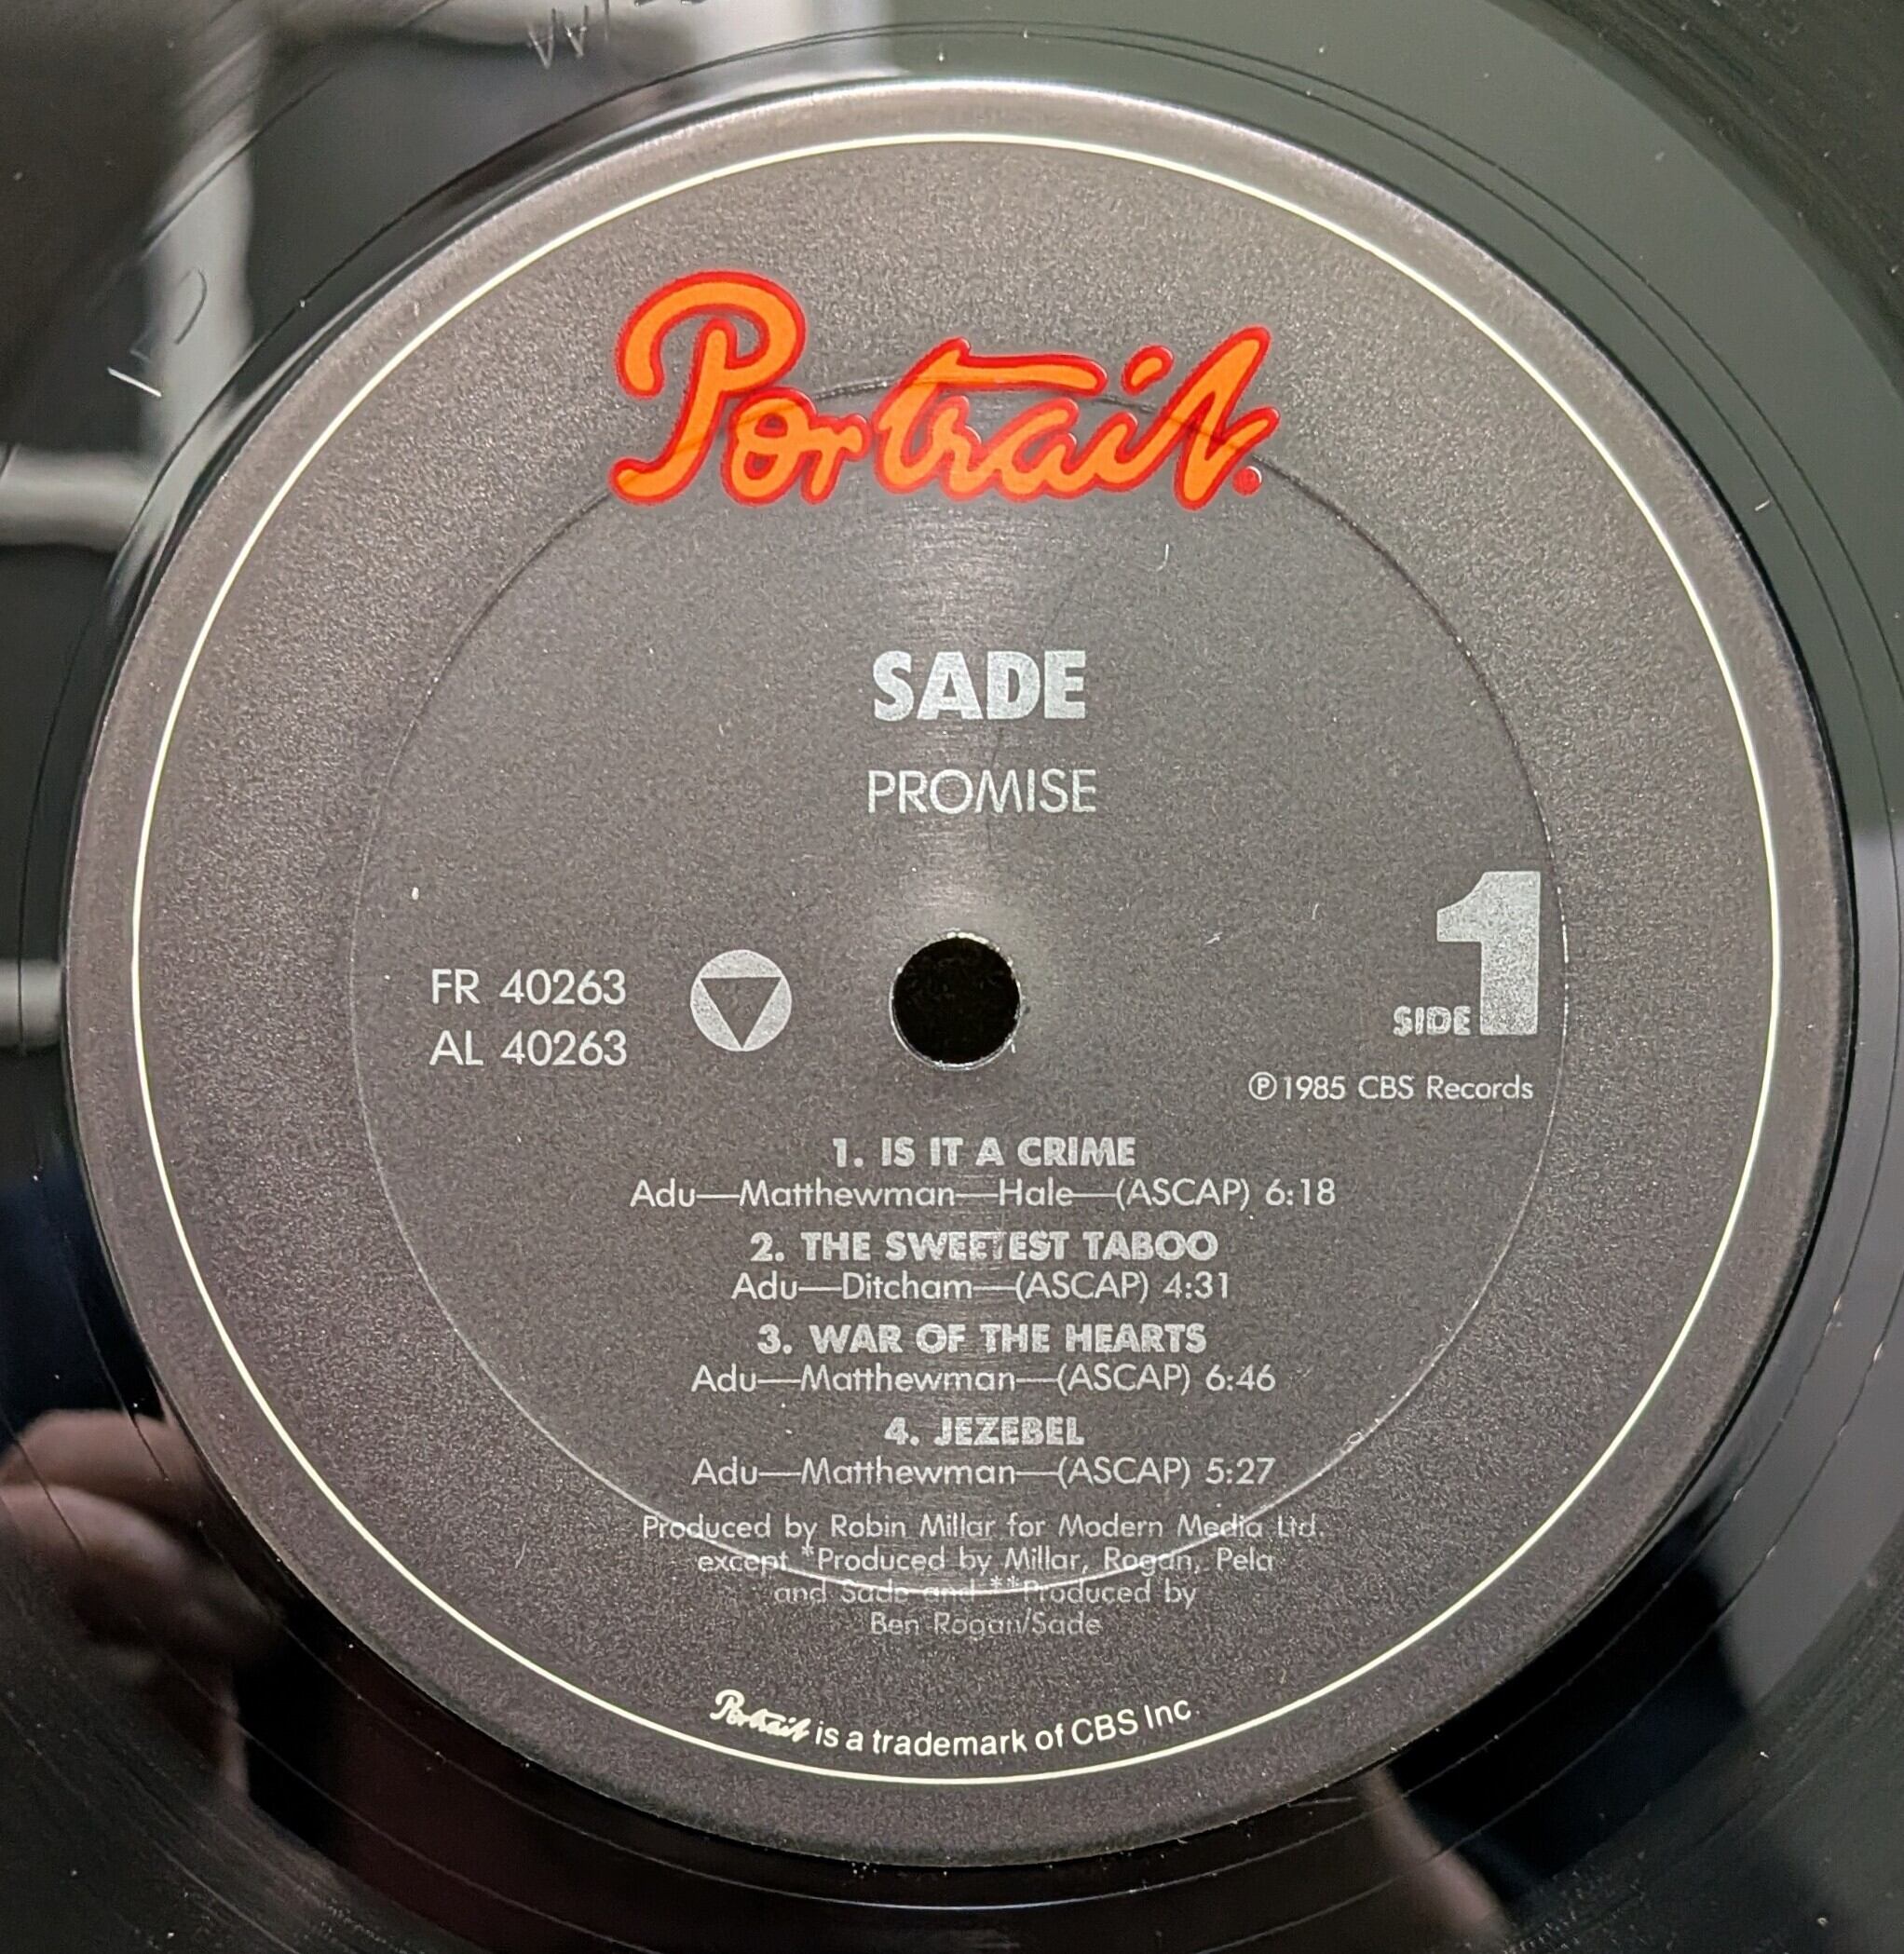 Portrait.
SADE
PROMISE
FR 40263
AL 40263
SIDE 1
℗1985 CBS Records
1. IS IT A CRIME
Adu—Matthewman—Hale—(ASCAP) 6:18
2. THE SWEETEST TABOO
Adu—Ditcham—(ASCAP) 4:31
3. WAR OF THE HEARTS
Adu—Matthewman—(ASCAP) 6:46
4. JEZEBEL
Adu—Matthewman—(ASCAP) 5:27
Produced by Robin Millar for Modern Media Ltd.
except *Produced by Millar, Rogan, Pela
and Sade and **Produced by
Ben Rogan/Sade
Portrait is a trademark of CBS Inc.